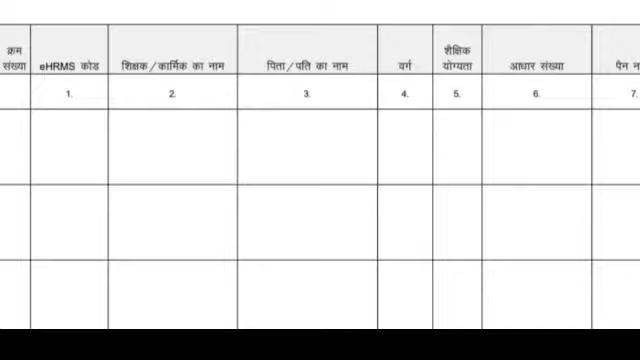 क्रम संख्या eHRMS कोड शिक्षक/कार्मिक का नाम पिता/पति का नाम वर्ग शैक्षिक योग्यता आधार संख्या पैन
1. 2. 3. 4. 5. 6. 7.